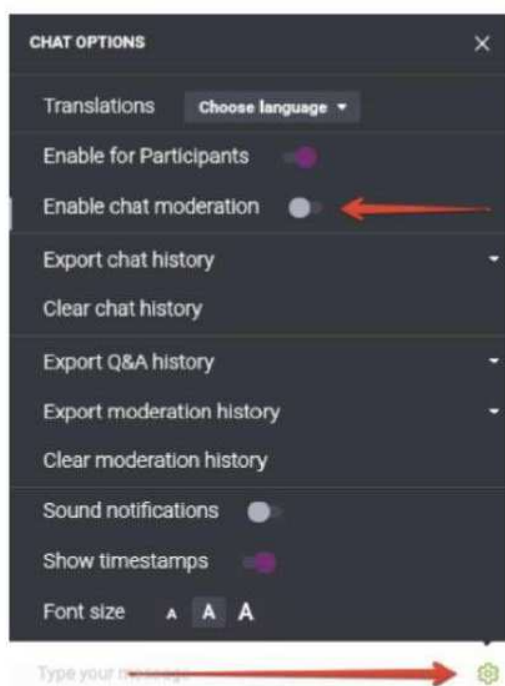 CHAT OPTIONS
Translations Choose language
Enable for Participants
Enable chat moderation
Export chat history
Clear chat history
Export Q&A history
Export moderation history
Clear moderation history
Sound notifications
Show timestamps
Font size A A A
Type your message